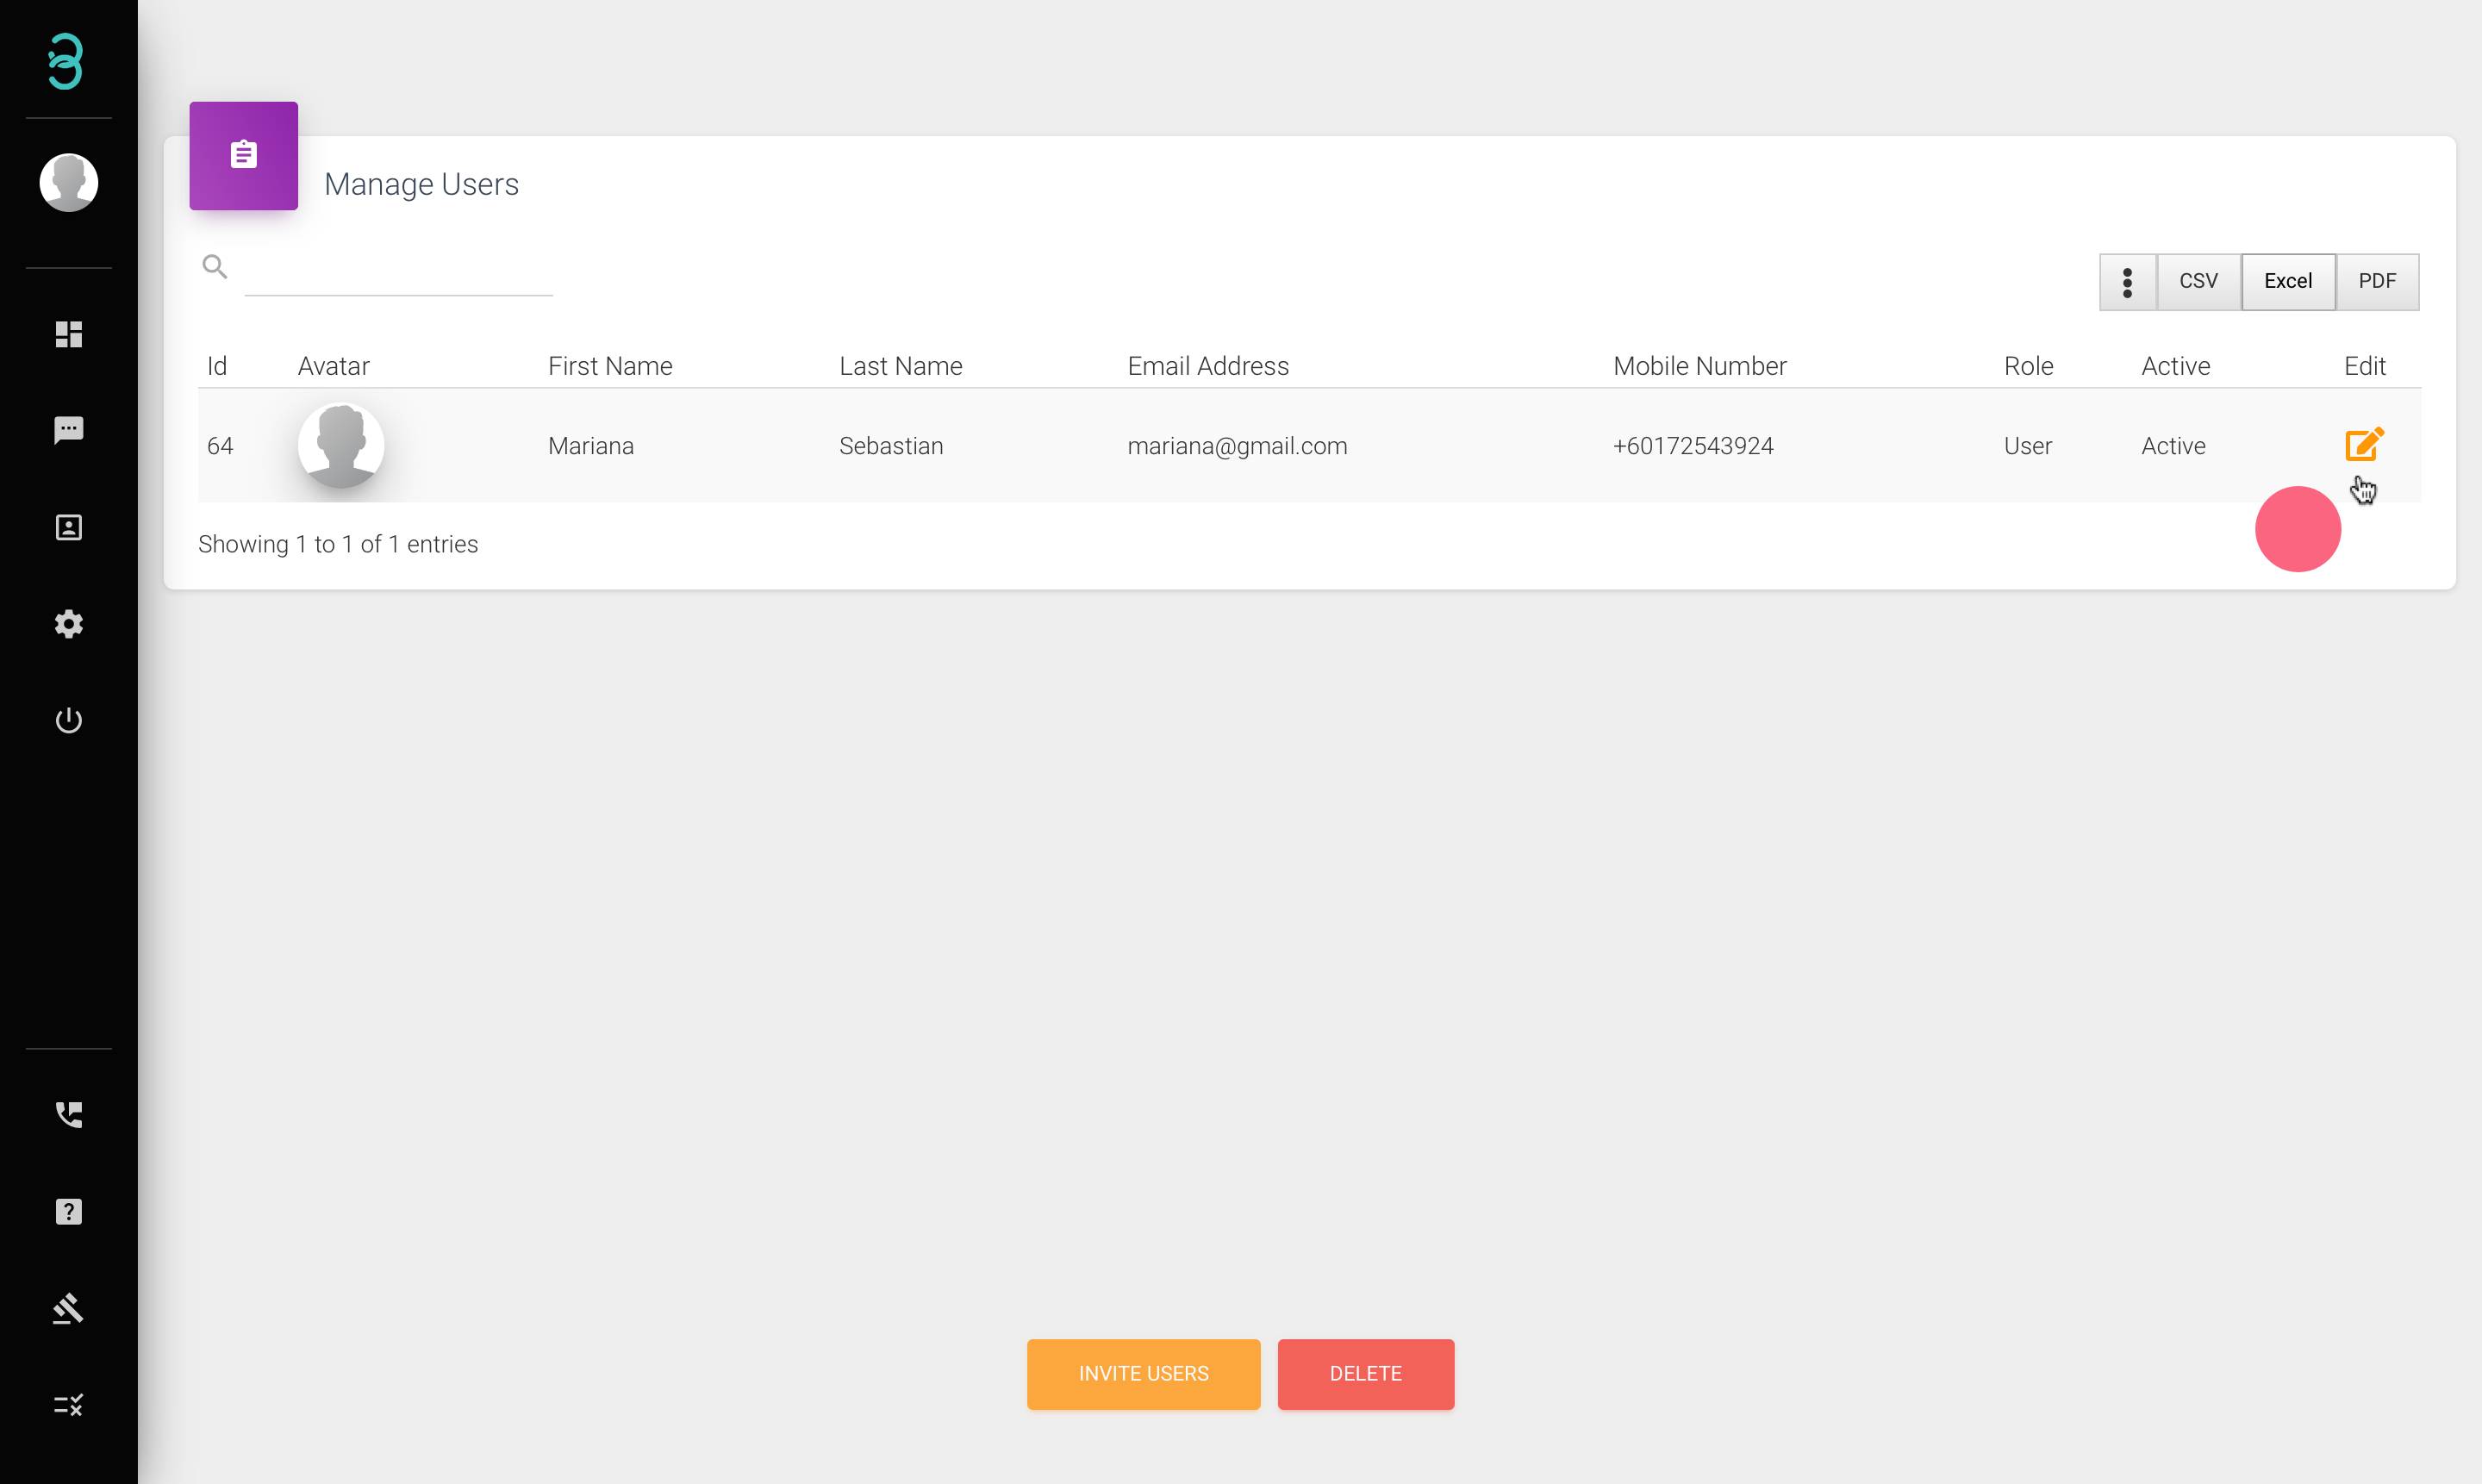 Manage Users
CSV Excel PDF
Id Avatar First Name Last Name Email Address Mobile Number Role Active Edit
64 Mariana Sebastian mariana@gmail.com +60172543924 User Active
Showing 1 to 1 of 1 entries
INVITE USERS DELETE